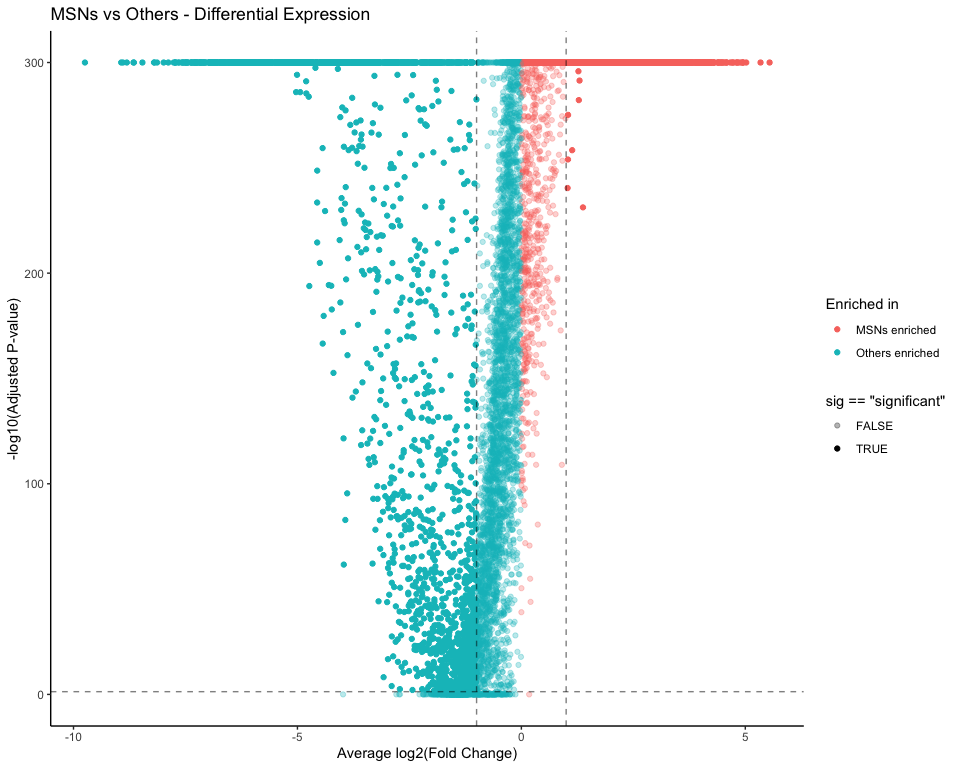 MSNs vs Others - Differential Expression
300
200
100
0
-log10(Adjusted P-value)
-10
-5
0
5
Average log2(Fold Change)
Enriched in
MSNs enriched
Others enriched
sig == "significant"
FALSE
TRUE